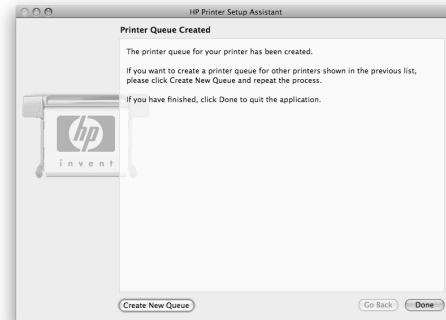 HP Printer Setup Assistant
Printer Queue Created
The printer queue for your printer has been created.
If you want to create a printer queue for other printers shown in the previous list,
please click Create New Queue and repeat the process.
If you have finished, click Done to quit the application.
hp
invent
Create New Queue
Go Back
Done